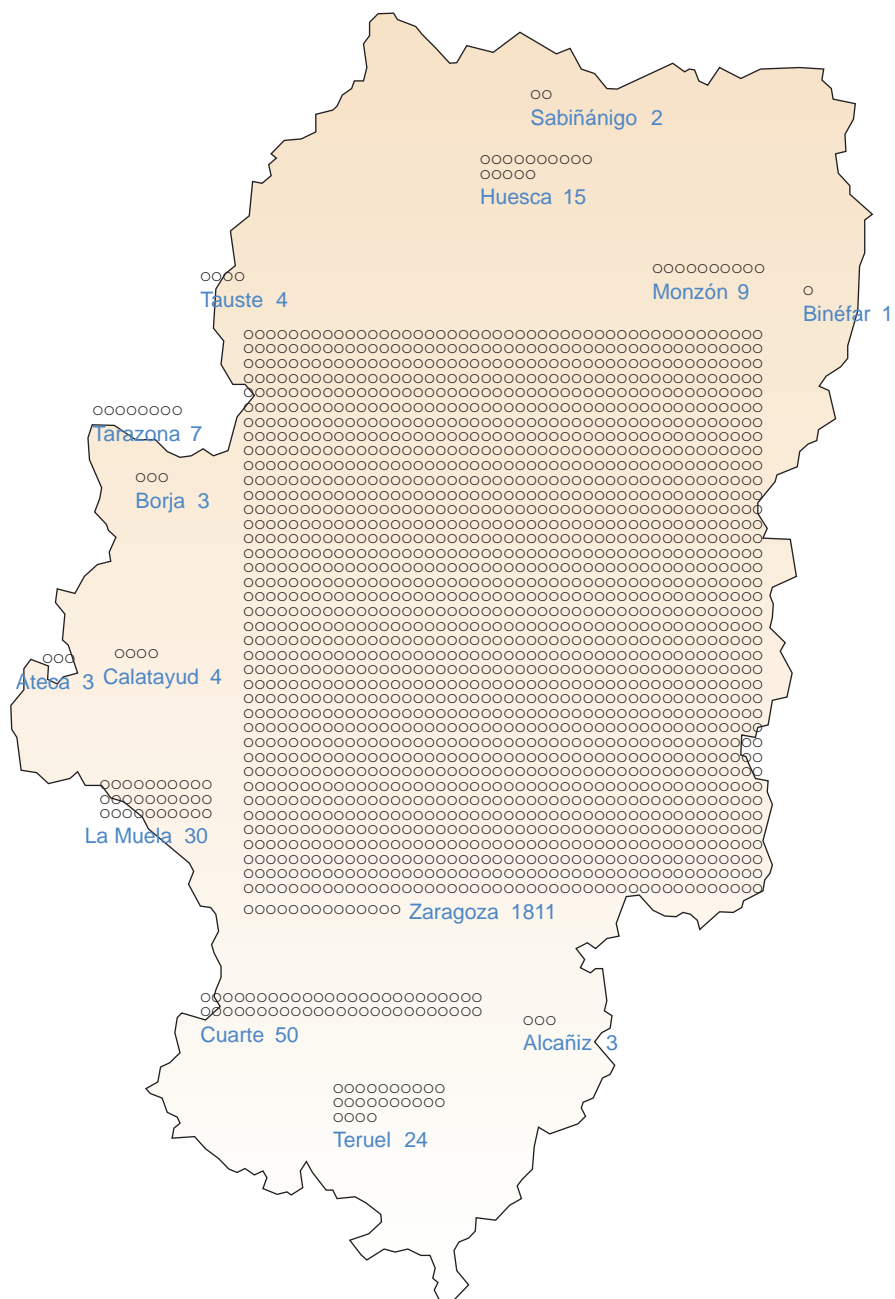 Sabiñánigo 2
Huesca 15
Monzón 9
Tauste 4
Binéfar 1
Tarazona 7
Borja 3
Ateca 3
Calatayud 4
La Muela 30
Zaragoza 1811
Cuarte 50
Alcañiz 3
Teruel 24